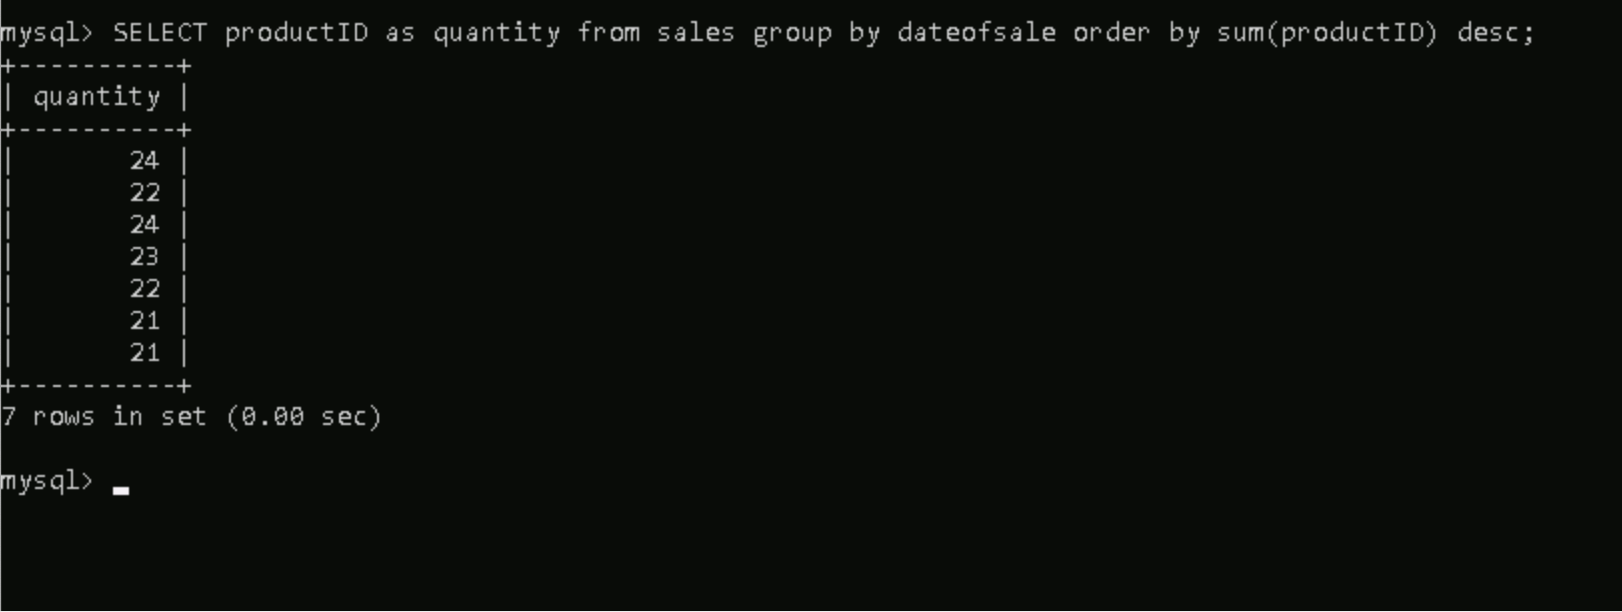 mysql> SELECT productID as quantity from sales group by dateofsale order by sum(productID) desc;
+----------+
| quantity |
+----------+
|       24 |
|       22 |
|       24 |
|       23 |
|       22 |
|       21 |
|       21 |
+----------+
7 rows in set (0.00 sec)
mysql> _